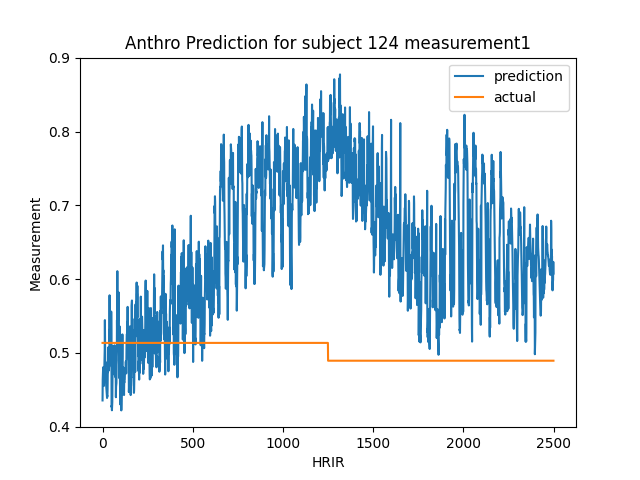 Anthro Prediction for subject 124 measurement1
prediction
actual
Measurement
0.9
0.8
0.7
0.6
0.5
0.4
0
500
1000
1500
2000
2500
HRIR